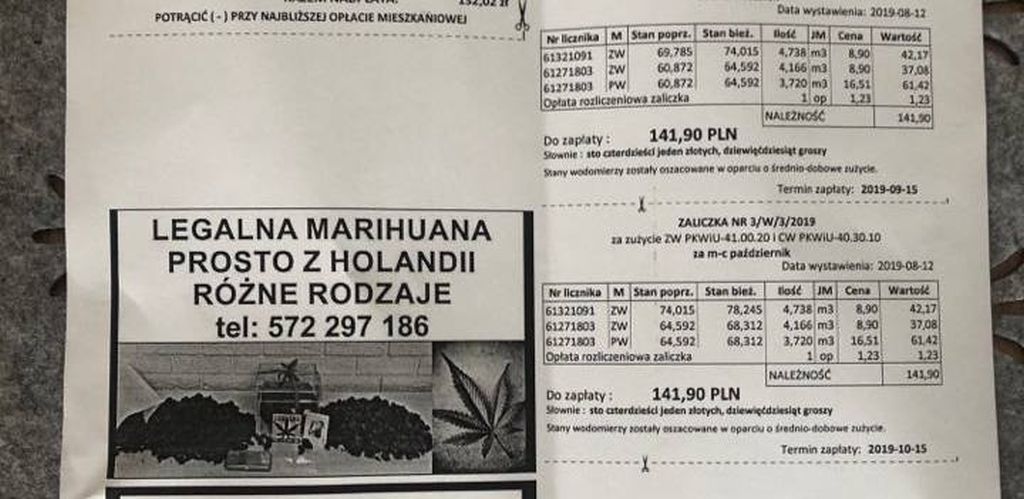 152,02 zł
POTRĄCIĆ ( - ) PRZY NAJBLIŻSZEJ OPŁACIE MIESZKANIOWEJ
LEGALNA MARIHUANA
PROSTO Z HOLANDII
RÓŻNE RODZAJE
tel: 572 297 186
Data wystawienia: 2019-08-12
Nr licznika M Stan poprz. Stan bież. Ilość JM Cena Wartość
61321091 ZW 69,785 74,015 4,738 m3 8,90 42,17
61271803 ZW 60,872 64,592 4,166 m3 8,90 37,08
61271803 PW 60,872 64,592 3,720 m3 16,51 61,42
Opłata rozliczeniowa zaliczka 1 op 1,23 1,23
NALEŻNOŚĆ 141,90
Do zapłaty : 141,90 PLN
Słownie : sto czterdzieści jeden złotych, dziewięćdziesiąt groszy
Stany wodomierzy zostały oszacowane w oparciu o średnio-dobowe zużycie.
Termin zapłaty: 2019-09-15
ZALICZKA NR 3/W/3/2019
za zużycie ZW PKWiU-41.00.20 i CW PKWiU-40.30.10
za m-c październik
Data wystawienia: 2019-08-12
Nr licznika M Stan poprz. Stan bież. Ilość JM Cena Wartość
61321091 ZW 74,015 78,245 4,738 m3 8,90 42,17
61271803 ZW 64,592 68,312 4,166 m3 8,90 37,08
61271803 PW 64,592 68,312 3,720 m3 16,51 61,42
Opłata rozliczeniowa zaliczka 1 op 1,23 1,23
NALEŻNOŚĆ 141,90
Do zapłaty : 141,90 PLN
Słownie : sto czterdzieści jeden złotych, dziewięćdziesiąt groszy
Stany wodomierzy zostały oszacowane w oparciu o średnio-dobowe zużycie.
Termin zapłaty: 2019-10-15